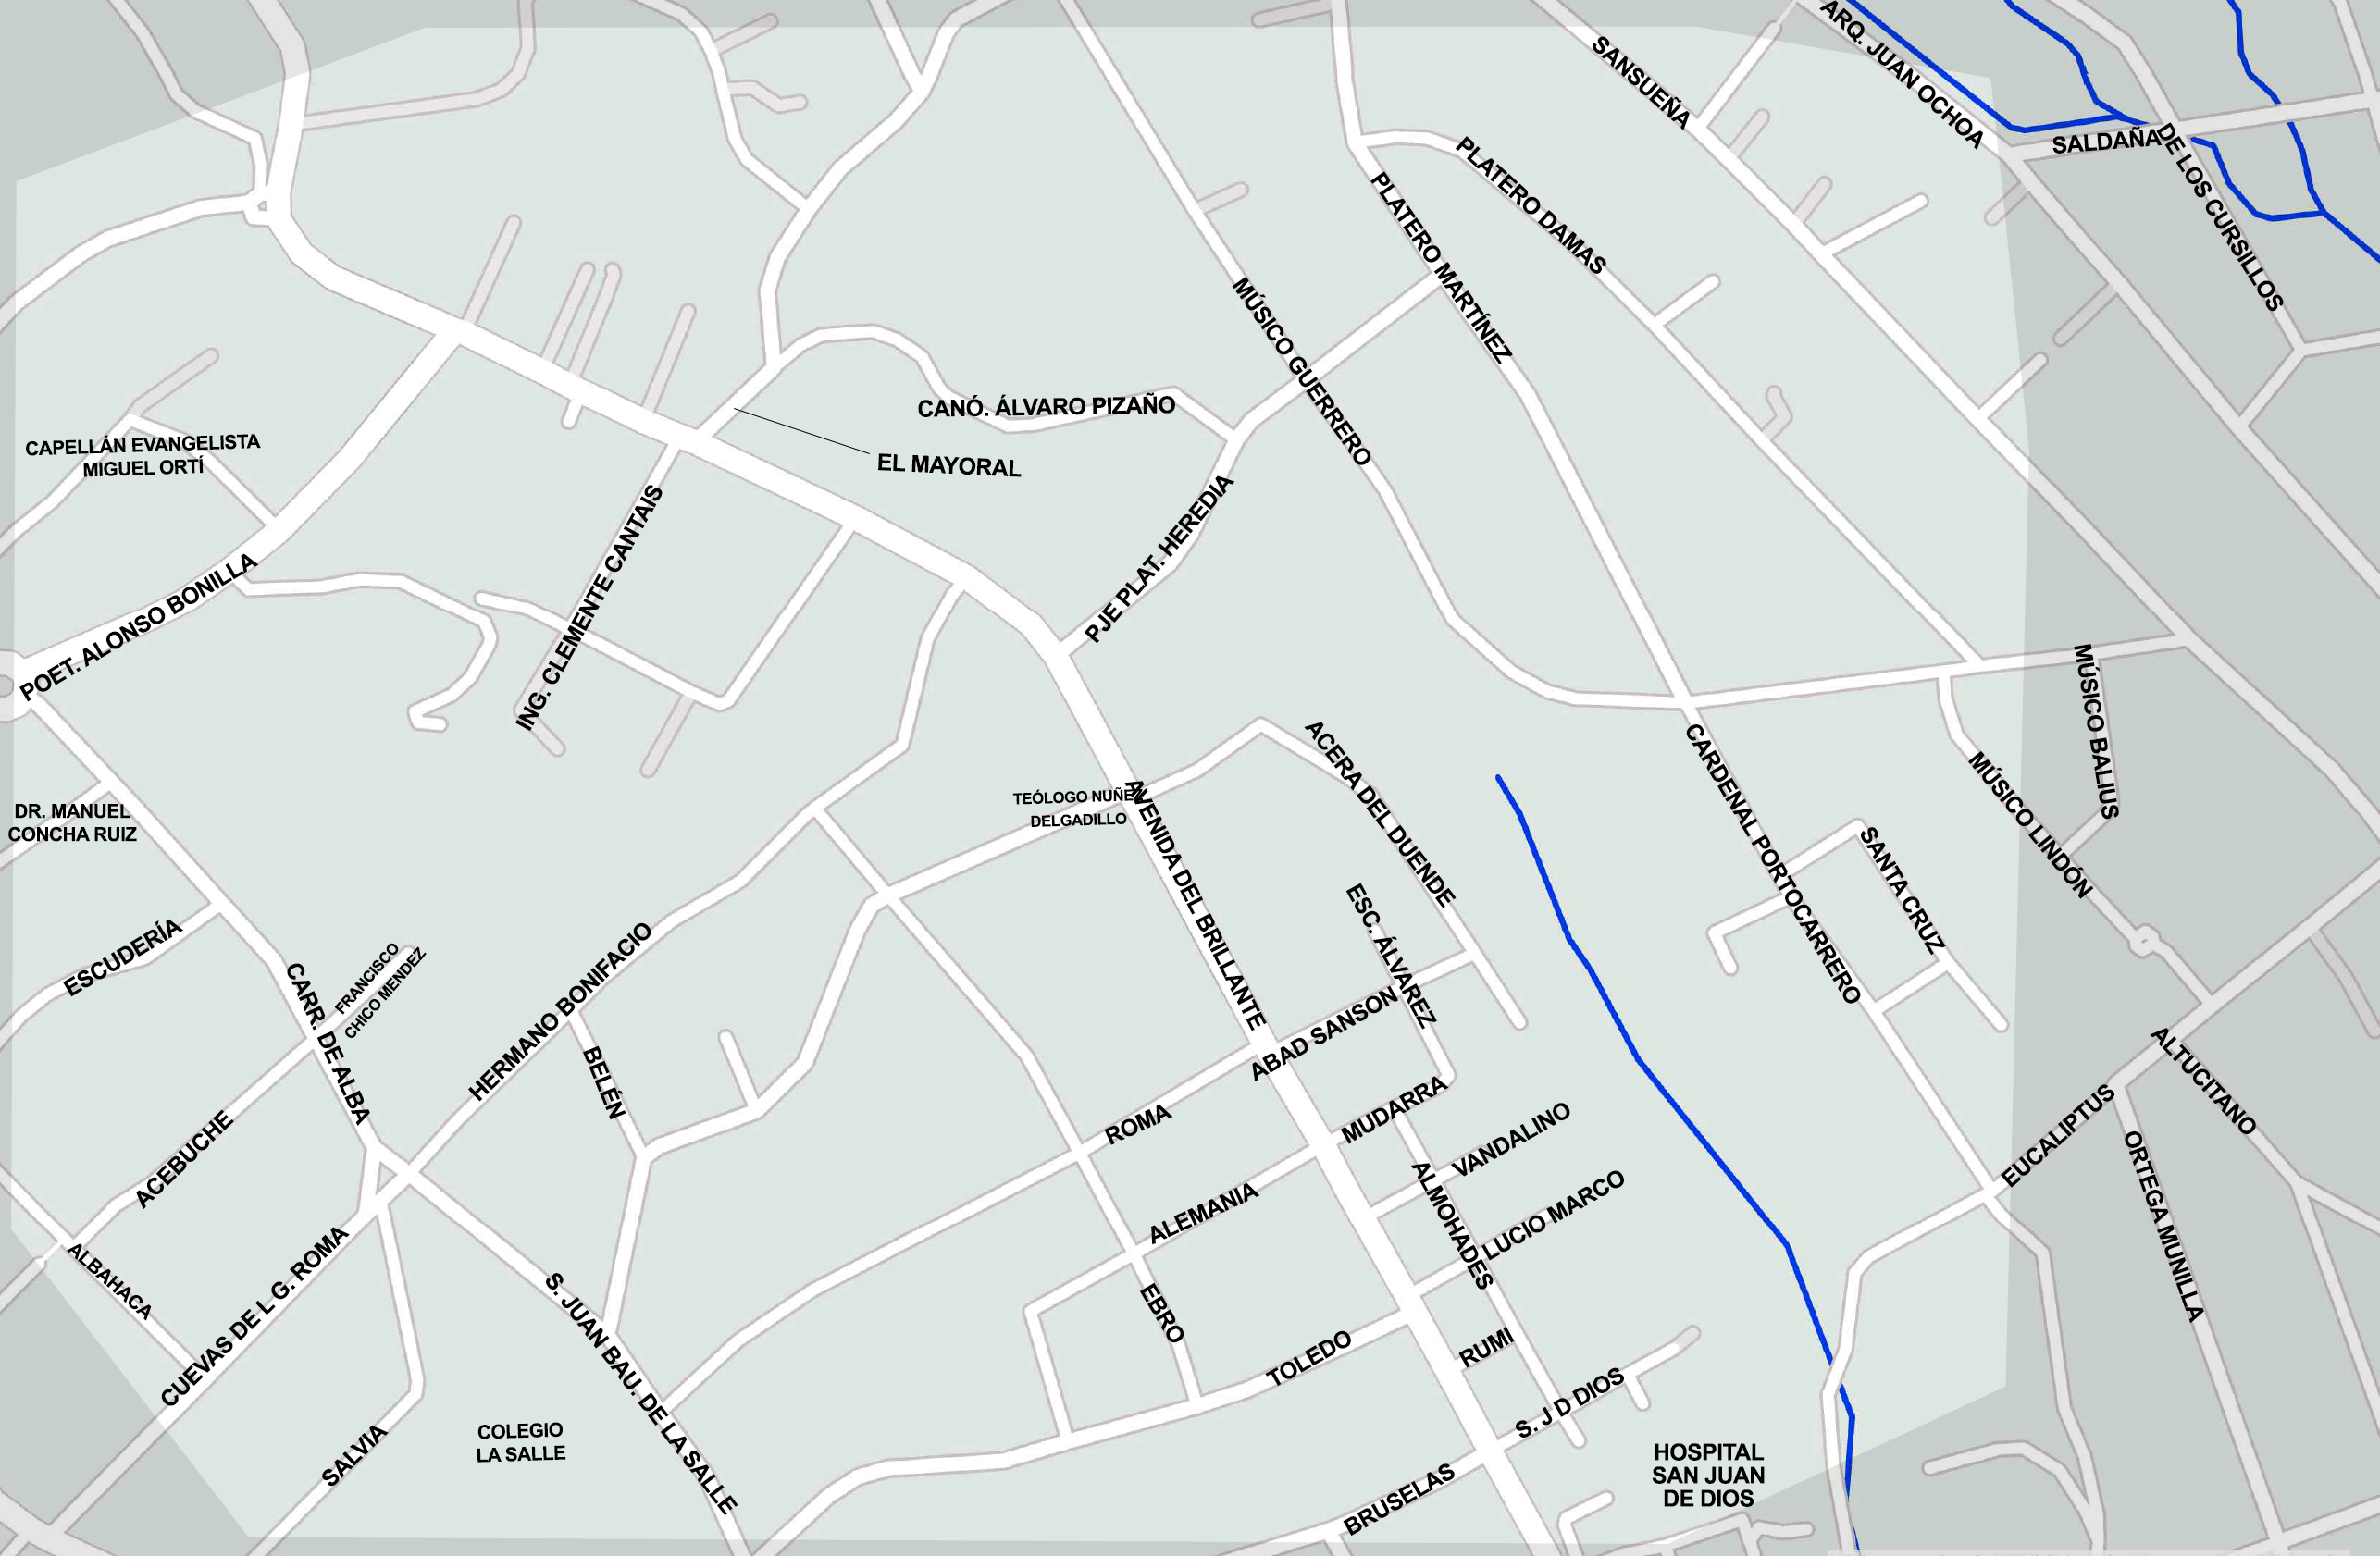 SANSUEÑA
ARQ. JUAN OCHOA
SALDAÑA
DE LOS CURSILLOS
PLATERO DAMAS
PLATERO MARTÍNEZ
MÚSICO GUERRERO
CANÓ. ÁLVARO PIZAÑO
EL MAYORAL
CAPELLÁN EVANGELISTA
MIGUEL ORTÍ
ING. CLEMENTE CANTAIS
PJE PLAT. HEREDIA
POET. ALONSO BONILLA
MÚSICO BALIUS
MÚSICO LINDÓN
CARDENAL PORTOCARRERO
SANTA CRUZ
ACERA DEL DUENDE
TEÓLOGO NUÑEZ
DELGADILLO
AVENIDA DEL BRILLANTE
DR. MANUEL
CONCHA RUIZ
ESC. ÁLVAREZ
ESCUDERÍA
FRANCISCO
CHICO MENDEZ
CARR. DE ALBA
HERMANO BONIFACIO
BELÉN
ABAD SANSON
ROMA
MUDARRA
VANDALINO
ALMOHADES
LUCIO MARCO
ALEMANIA
EBRO
TOLEDO
RUMI
S. J D DIOS
BRUSELAS
ACEBUCHE
ALBAHACA
CUEVAS DE L G. ROMA
SALVIA
S. JUAN BAU. DE LA SALLE
COLEGIO
LA SALLE
HOSPITAL
SAN JUAN
DE DIOS
EUCALIPTUS
ALTUCITANO
ORTEGA MUNILLA